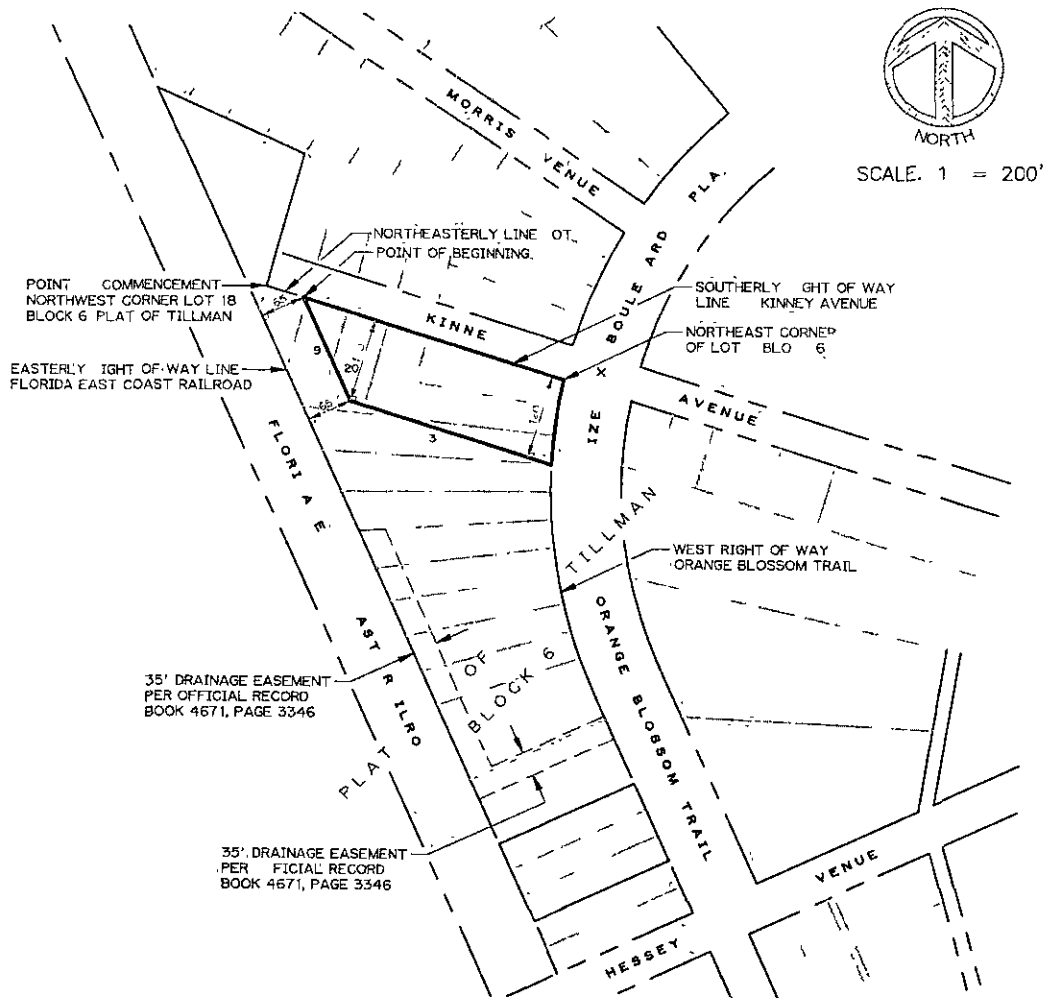 NORTH
SCALE. 1 = 200'
MORRIS VENUE
BOULE ARD PLA.
NORTHEASTERLY LINE OT
POINT OF BEGINNING.
POINT COMMENCEMENT
NORTHWEST CORNER LOT 18
BLOCK 6 PLAT OF TILLMAN
SOUTHERLY GHT OF WAY
LINE KINNEY AVENUE
KINNE
NORTHEAST CORNER
OF LOT BLO 6
65
9
20
EASTERLY IGHT OF WAY LINE
FLORIDA EAST COAST RAILROAD
65
3
IZE X
AVENUE
FLORI A E
AST R ILRO
TILLMAN
WEST RIGHT OF WAY
ORANGE BLOSSOM TRAIL
ORANGE BLOSSOM TRAIL
OF
BLOCK 6
PLAT
35' DRAINAGE EASEMENT
PER OFFICIAL RECORD
BOOK 4671, PAGE 3346
35' DRAINAGE EASEMENT
PER FICIAL RECORD
BOOK 4671, PAGE 3346
VENUE
HESSEY